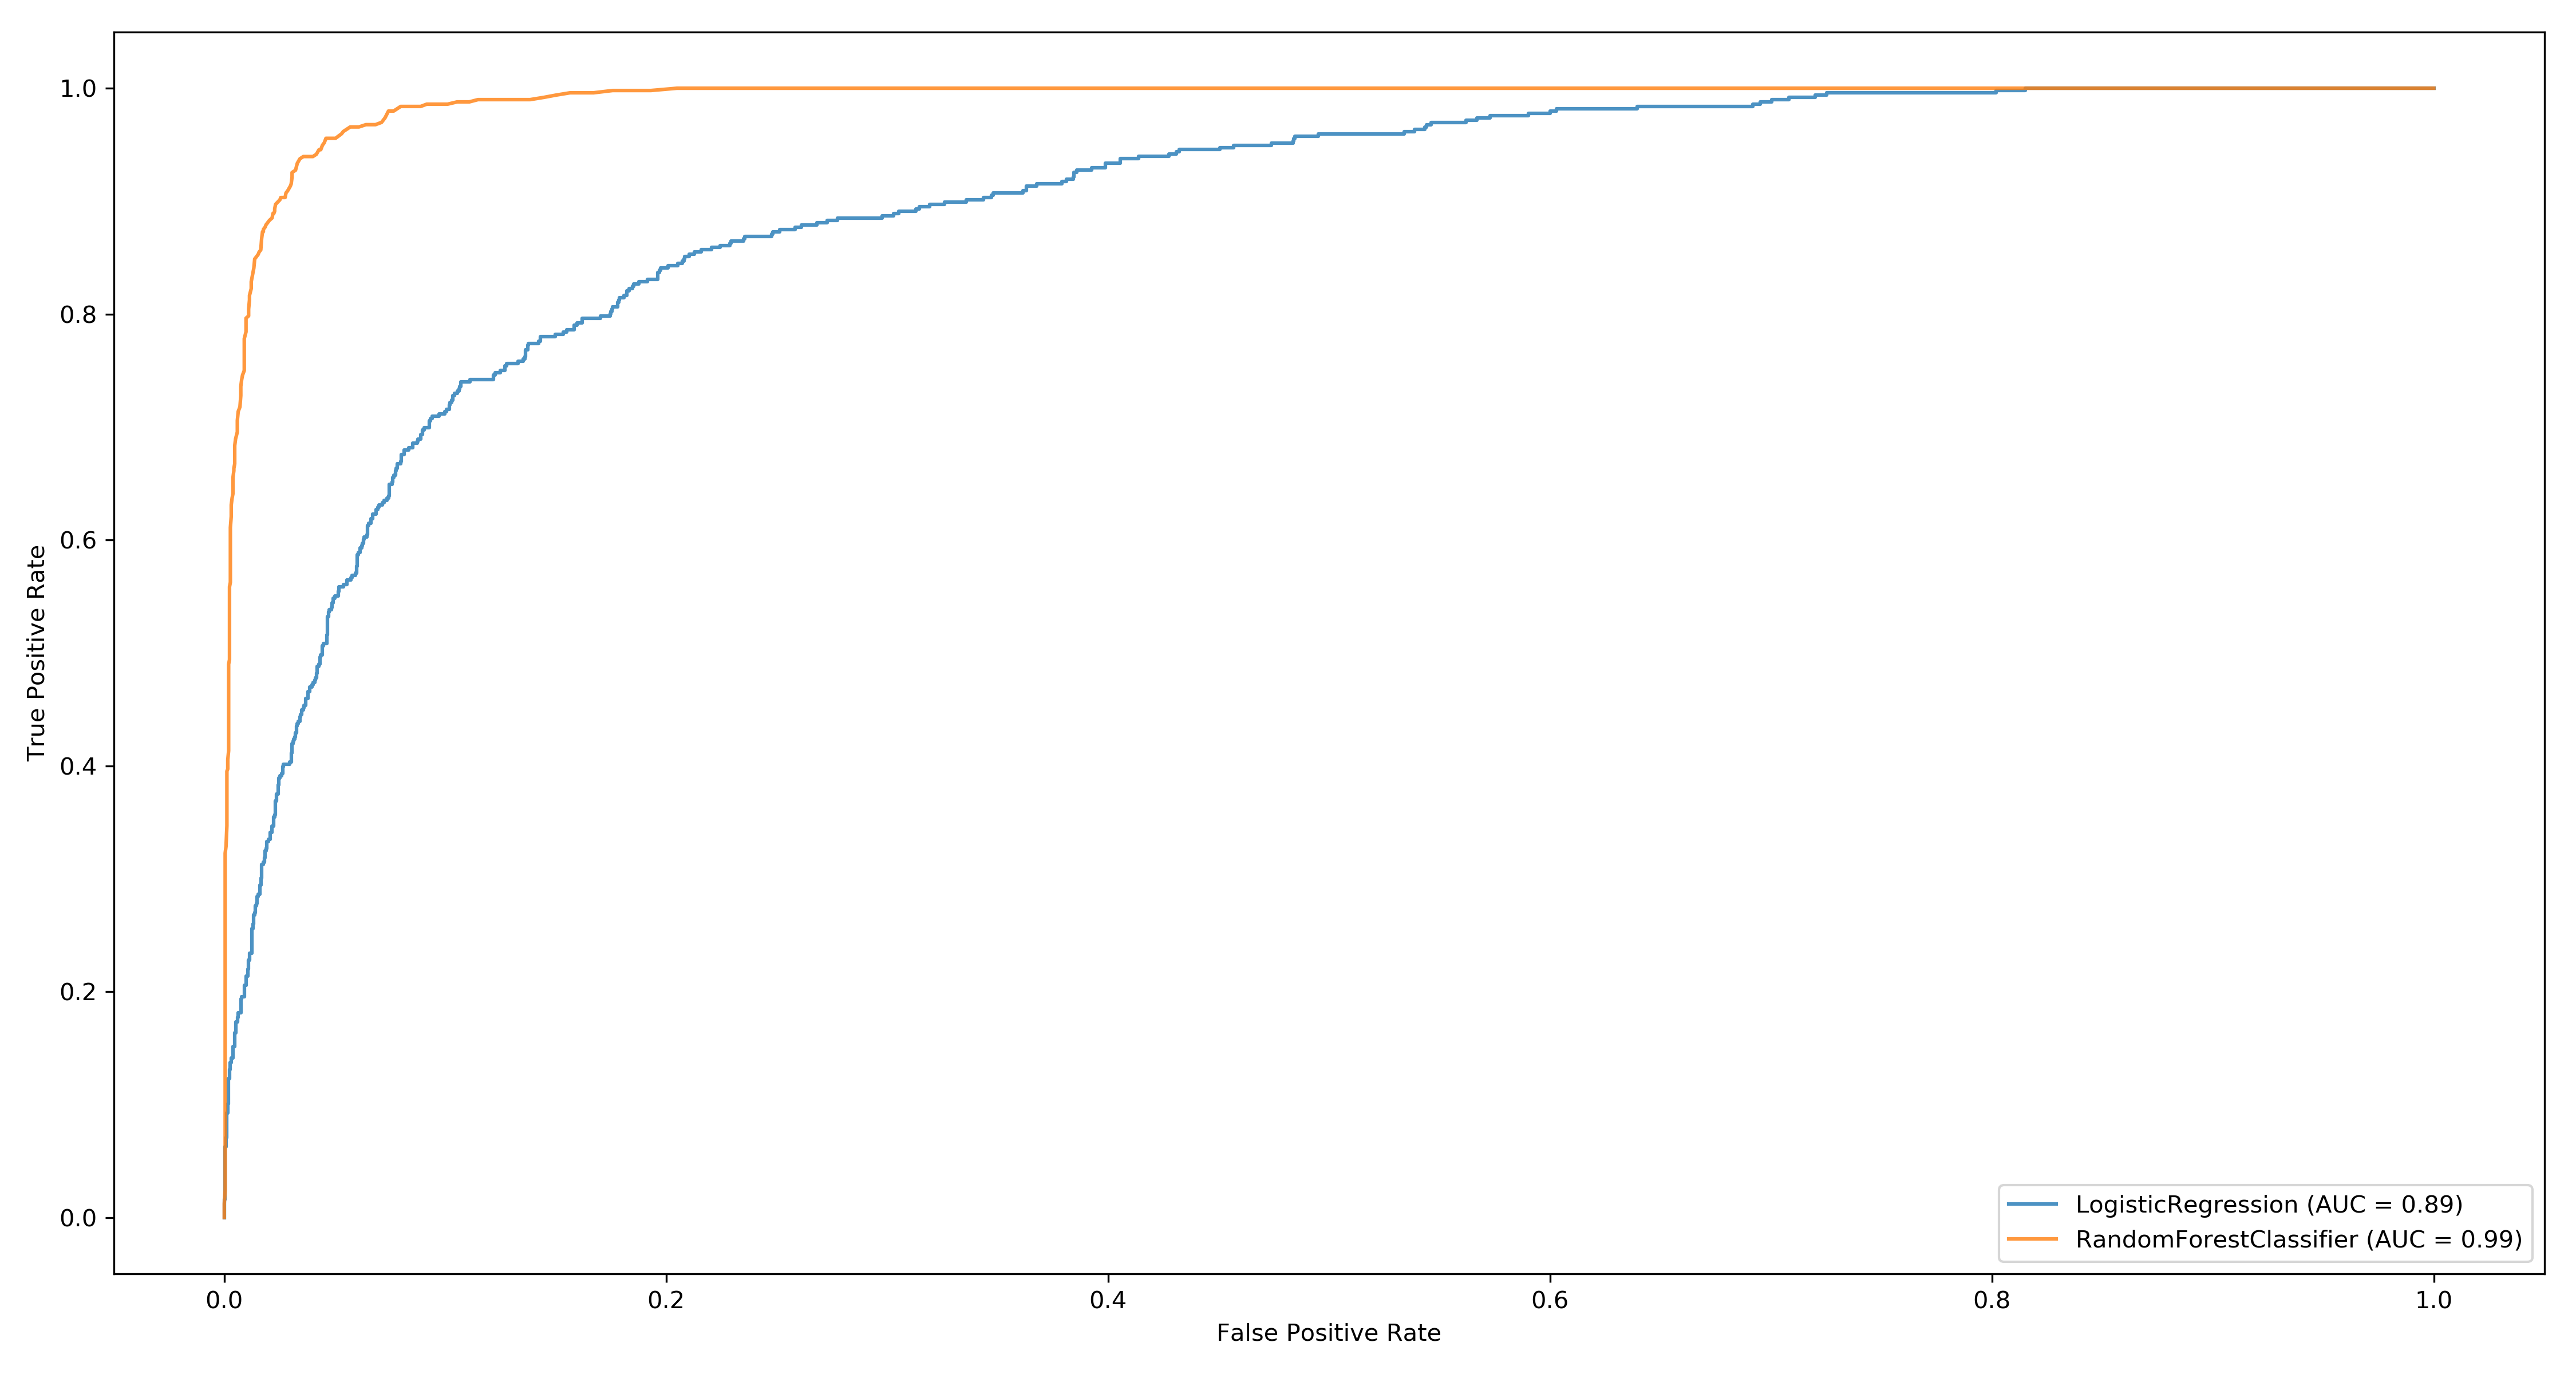 1.0
0.8
0.6
0.4
0.2
0.0
True Positive Rate
LogisticRegression (AUC = 0.89)
RandomForestClassifier (AUC = 0.99)
0.0 0.2 0.4 0.6 0.8 1.0
False Positive Rate